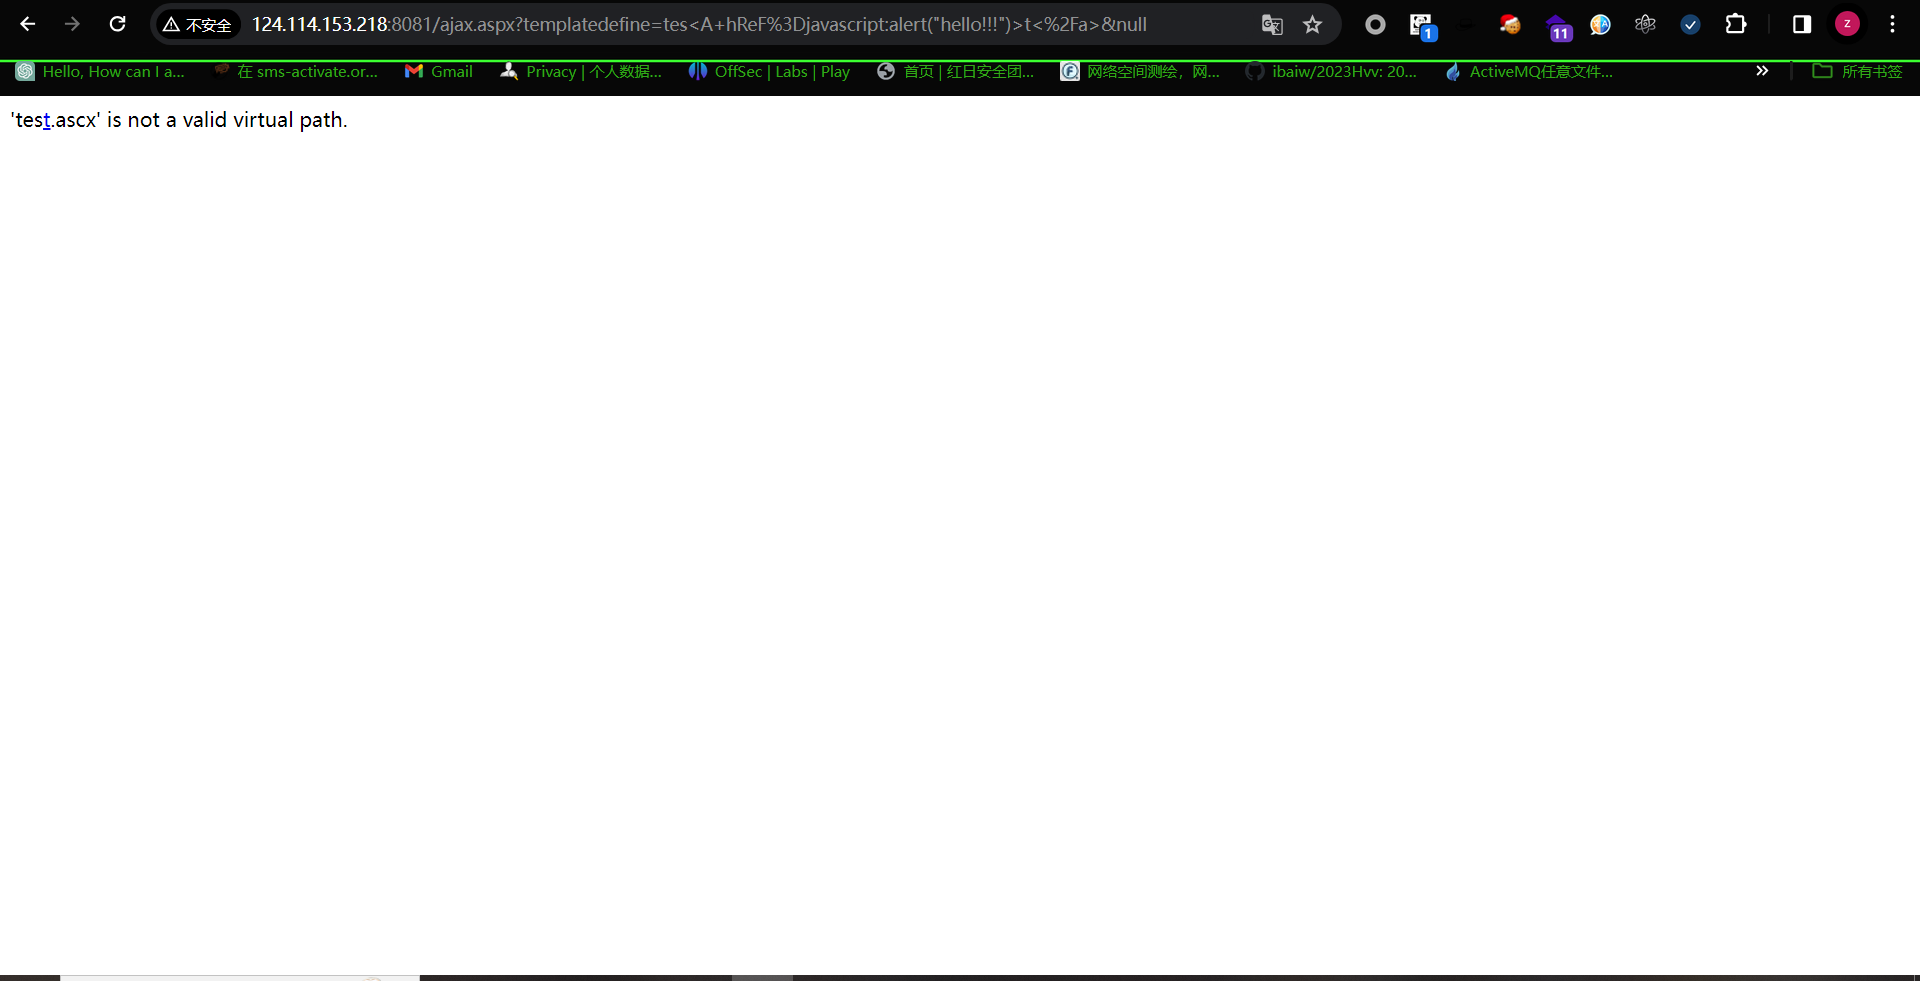 不安全 124.114.153.218:8081/ajax.aspx?templatedefine=tes<A+hReF%3Djavascript:alert("hello!!!")>t<%2Fa>&null 1 11 z
Hello, How can I a... 在 sms-activate.or... Gmail Privacy | 个人数据... OffSec | Labs | Play 首页 | 红日安全团... 网络空间测绘，网... ibaiw/2023Hvv: 20... ActiveMQ任意文件... » 所有书签
'test.ascx' is not a valid virtual path.